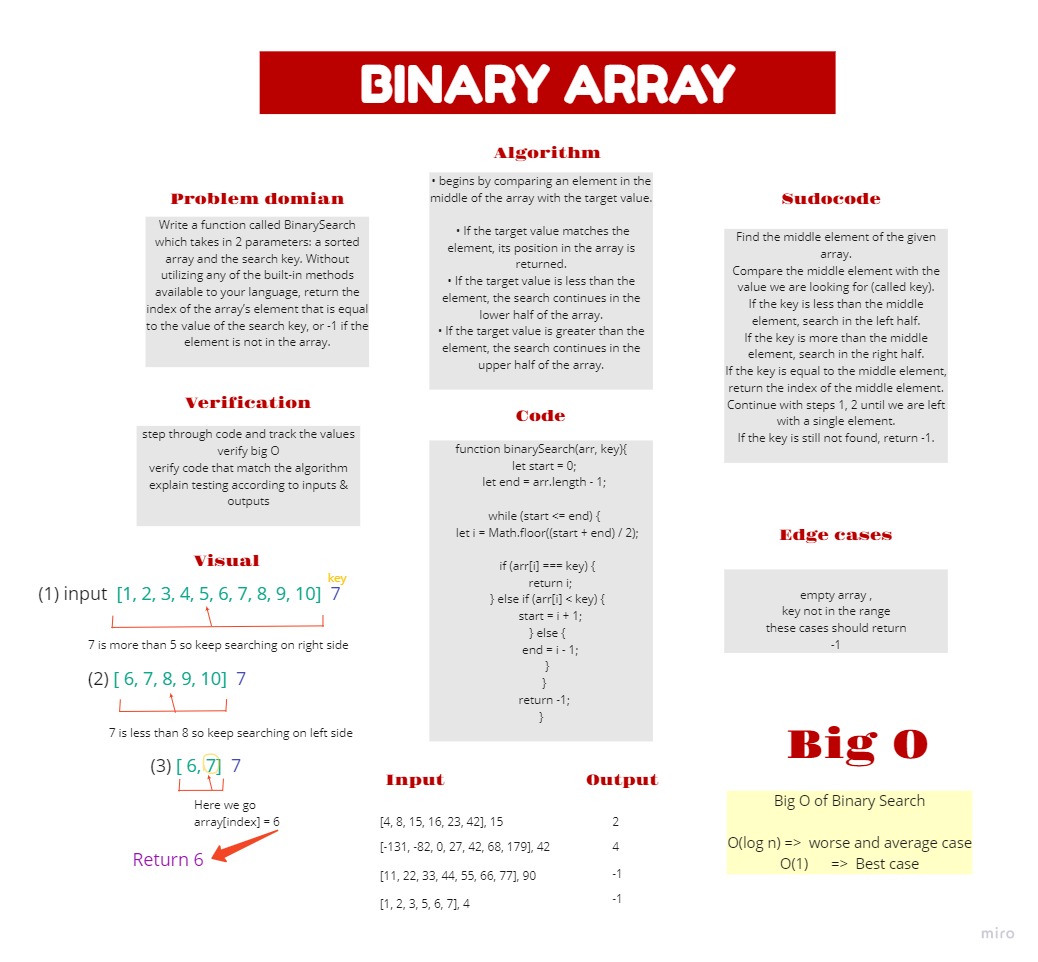 BINARY ARRAY
Problem domian
Write a function called BinarySearch
which takes in 2 parameters: a sorted
array and the search key. Without
utilizing any of the built-in methods
available to your language, return the
index of the array's element that is equal
to the value of the search key, or -1 if the
element is not in the array.
Verification
step through code and track the values
verify big O
verify code that match the algorithm
explain testing according to inputs &
outputs
Visual
key
(1) input [1, 2, 3, 4, 5, 6, 7, 8, 9, 10] 7
7 is more than 5 so keep searching on right side
(2) [ 6, 7, 8, 9, 10] 7
7 is less than 8 so keep searching on left side
(3) [ 6, 7] 7
Here we go
array[index] = 6
Return 6
Algorithm
• begins by comparing an element in the
middle of the array with the target value.
• If the target value matches the
element, its position in the array is
returned.
• If the target value is less than the
element, the search continues in the
lower half of the array.
• If the target value is greater than the
element, the search continues in the
upper half of the array.
Code
function binarySearch(arr, key){
let start = 0;
let end = arr.length - 1;
while (start <= end) {
let i = Math.floor((start + end) / 2);
if (arr[i] === key) {
return i;
} else if (arr[i] < key) {
start = i + 1;
} else {
end = i - 1;
}
}
return -1;
}
Input Output
[4, 8, 15, 16, 23, 42], 15 2
[-131, -82, 0, 27, 42, 68, 179], 42 4
[11, 22, 33, 44, 55, 66, 77], 90 -1
[1, 2, 3, 5, 6, 7], 4 -1
Sudocode
Find the middle element of the given
array.
Compare the middle element with the
value we are looking for (called key).
If the key is less than the middle
element, search in the left half.
If the key is more than the middle
element, search in the right half.
If the key is equal to the middle element,
return the index of the middle element.
Continue with steps 1, 2 until we are left
with a single element.
If the key is still not found, return -1.
Edge cases
empty array ,
key not in the range
these cases should return
-1
Big O
Big O of Binary Search
O(log n) => worse and average case
O(1) => Best case
miro